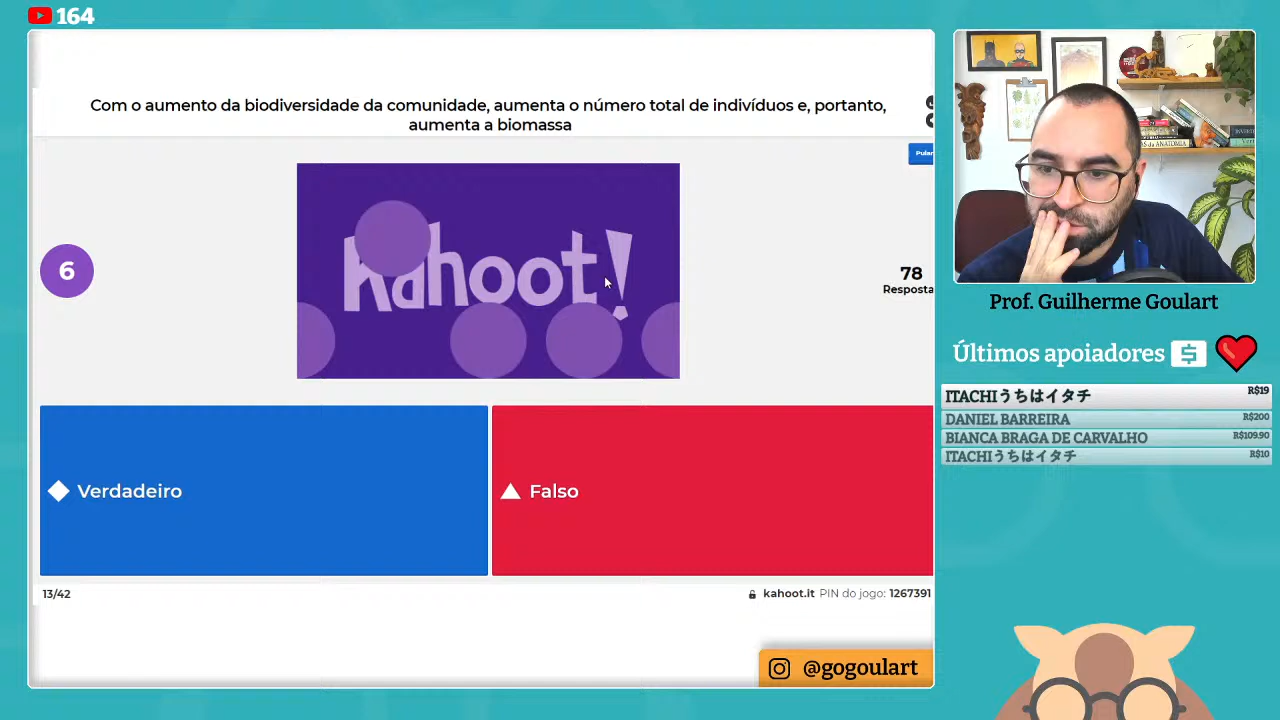 164
Com o aumento da biodiversidade da comunidade, aumenta o número total de indivíduos e, portanto,
aumenta a biomassa
Pular
6
Kahoot!
78
Resposta
Verdadeiro
Falso
13/42
kahoot.it PIN do jogo: 1267391
@gogoulart
Prof. Guilherme Goulart
Últimos apoiadores
ITACHIうちはイタチ R$19
DANIEL BARREIRA R$200
BIANCA BRAGA DE CARVALHO R$109.90
ITACHIうちはイタチ R$10